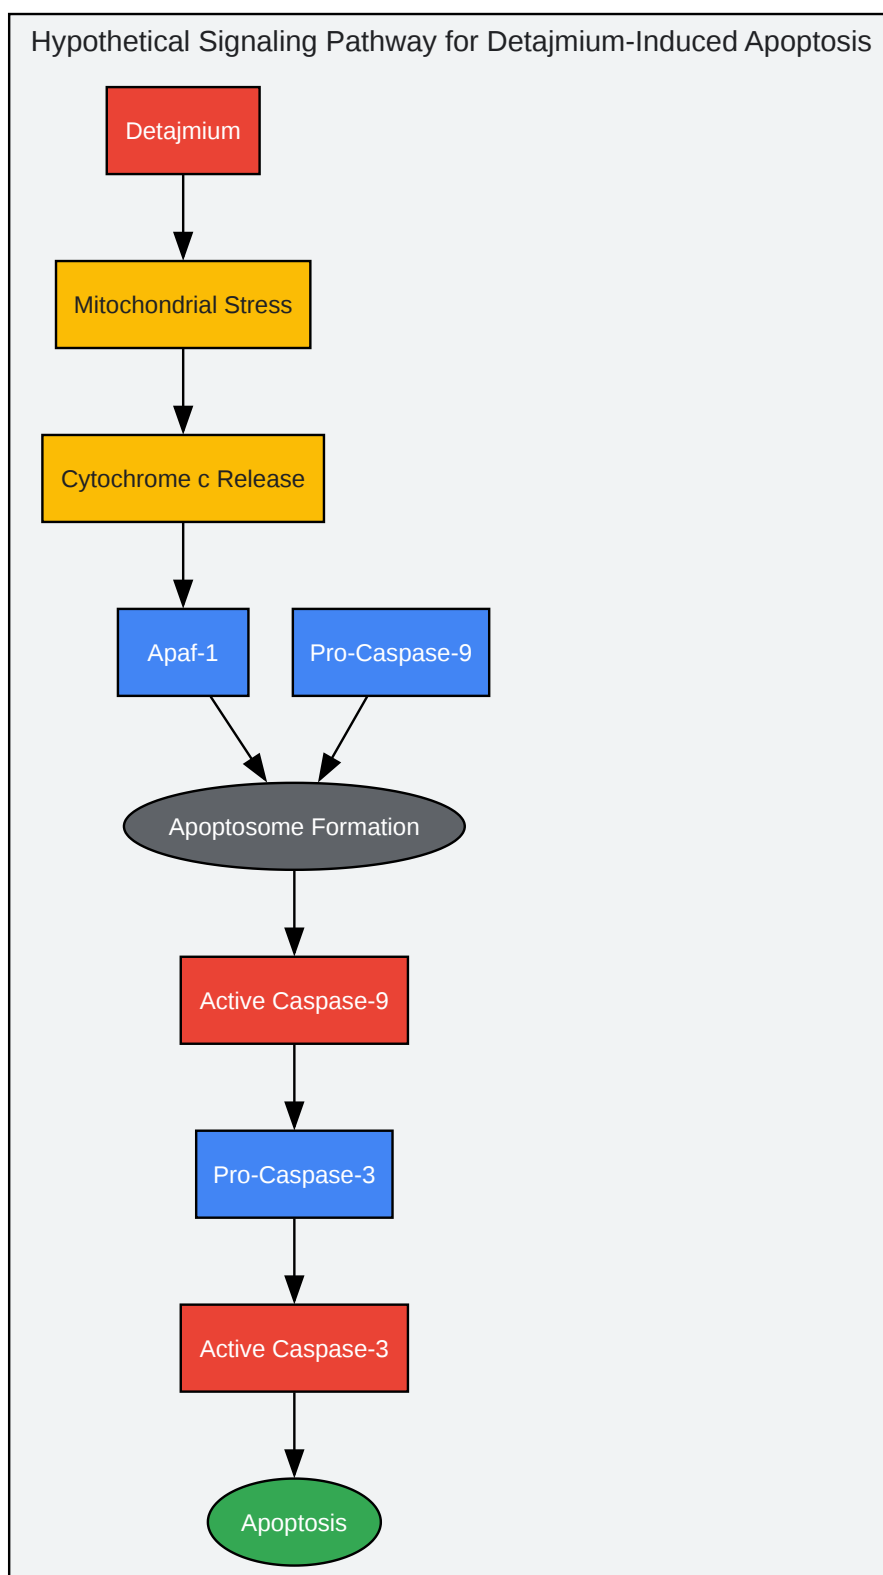 Hypothetical Signaling Pathway for Detajmium-Induced Apoptosis
Detajmium
Mitochondrial Stress
Cytochrome c Release
Apaf-1
Pro-Caspase-9
Apoptosome Formation
Active Caspase-9
Pro-Caspase-3
Active Caspase-3
Apoptosis